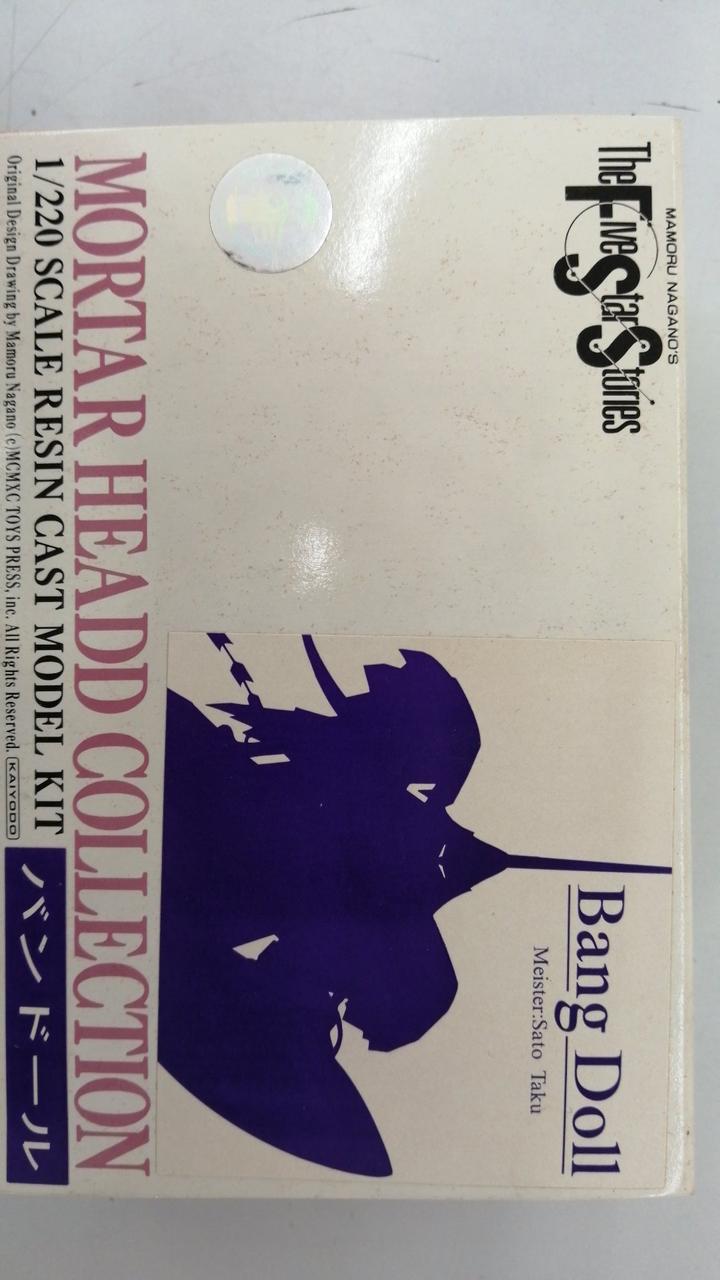 MAMORU NAGANO'S
The Five Star Stories
Bang Doll
Meister:Sato Taku
MORTAR HEADD COLLECTION
1/220 SCALE RESIN CAST MODEL KIT
Original Design Drawing by Mamoru Nagano (c)MCMXC TOYS PRESS, inc. All Rights Reserved. KAIYODO
バンドール